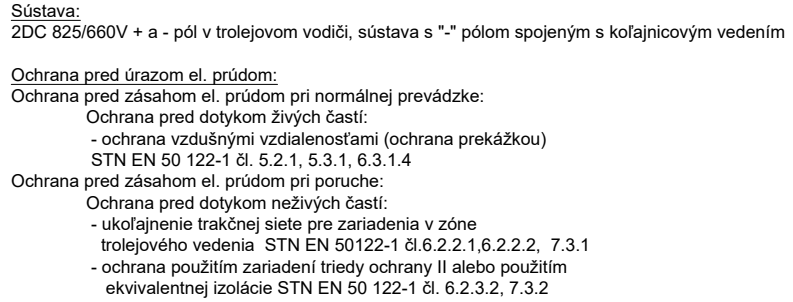 Sústava:
2DC 825/660V + a - pól v trolejovom vodiči, sústava s "-" pólom spojeným s koľajnicovým vedením
Ochrana pred úrazom el. prúdom:
Ochrana pred zásahom el. prúdom pri normálnej prevádzke:
Ochrana pred dotykom živých častí:
- ochrana vzdušnými vzdialenosťami (ochrana prekážkou)
STN EN 50 122-1 čl. 5.2.1, 5.3.1, 6.3.1.4
Ochrana pred zásahom el. prúdom pri poruche:
Ochrana pred dotykom neživých častí:
- ukoľajnenie trakčnej siete pre zariadenia v zóne
trolejového vedenia  STN EN 50122-1 čl.6.2.2.1,6.2.2.2,  7.3.1
- ochrana použitím zariadení triedy ochrany II alebo použitím
ekvivalentnej izolácie STN EN 50 122-1 čl. 6.2.3.2, 7.3.2